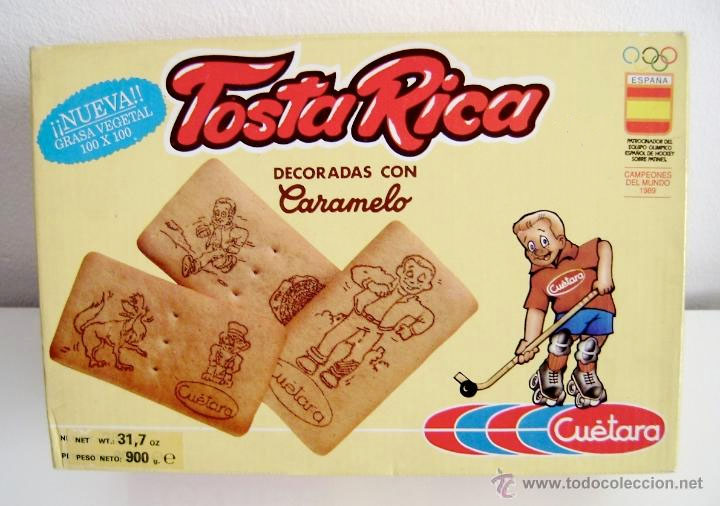 ¡¡NUEVA!!
GRASA VEGETAL
100 X 100
Tosta Rica
DECORADAS CON
Caramelo
ESPAÑA
PATROCINADOR DEL
EQUIPO OLIMPICO
ESPAÑOL DE HOCKEY
SOBRE PATINES.
CAMPEONES
DEL MUNDO
1989
Cuétara
Cuétara
Cuétara
Cuétara
NET WT.: 31,7 OZ
PESO NETO: 900 g. ℮
todocoleccion
© www.todocoleccion.net